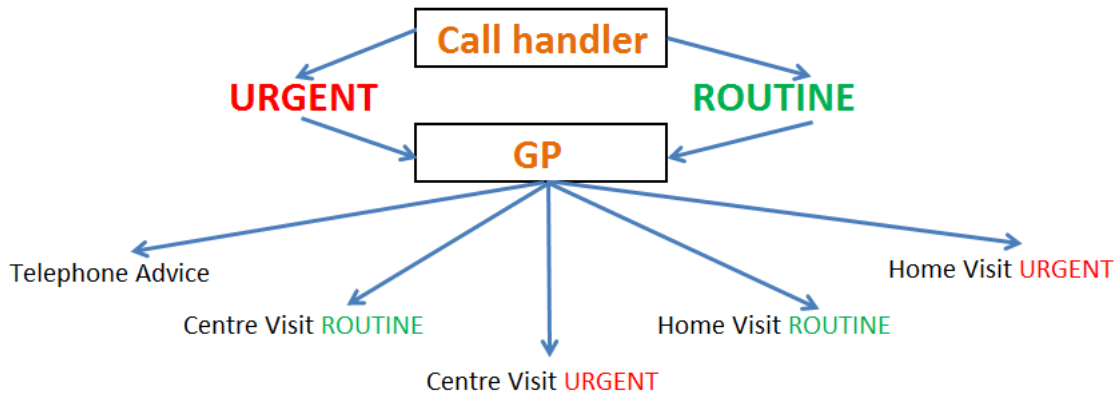 Call handler
URGENT
ROUTINE
GP
Telephone Advice
Home Visit URGENT
Centre Visit ROUTINE
Home Visit ROUTINE
Centre Visit URGENT